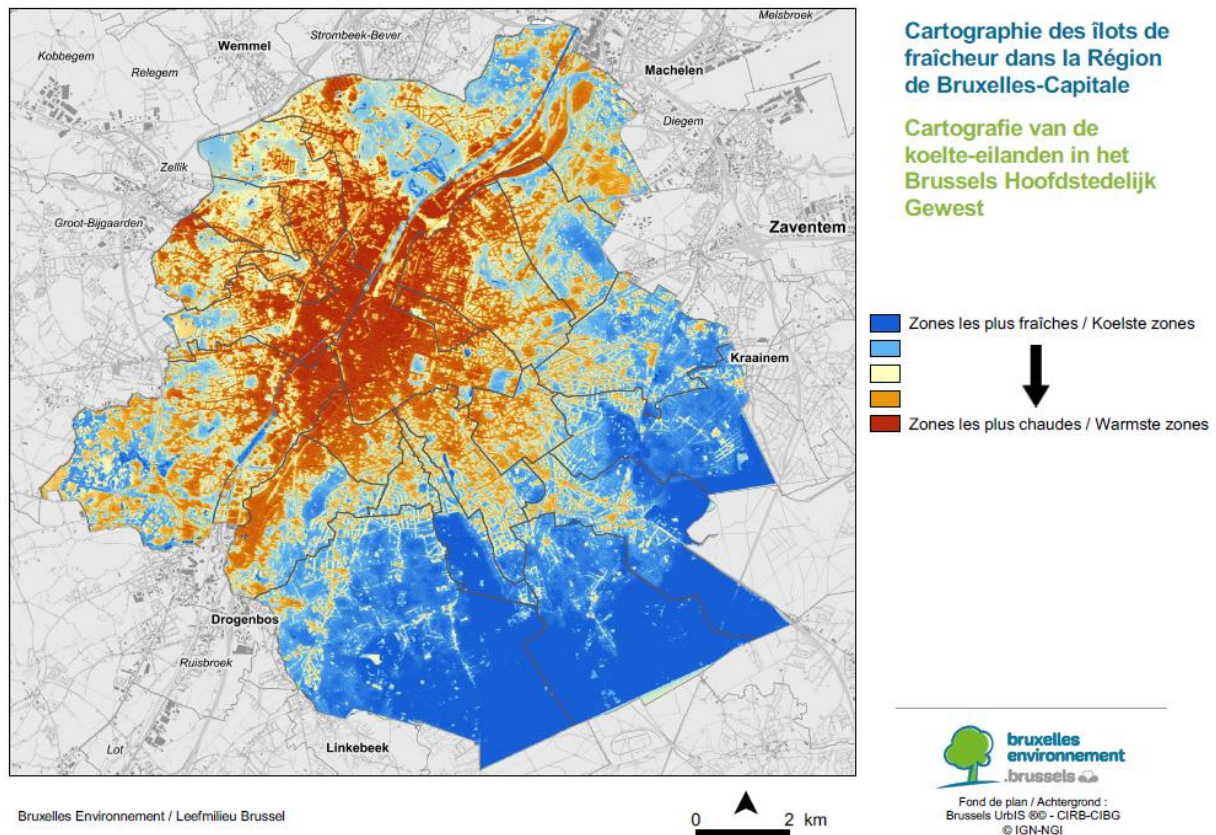 Melsbroek
Strombeek-Bever
Wemmel
Kobbegem
Relegem
Machelen
Diegem
Zellik
Groot-Bijgaarden
Zaventem
Kraainem
Drogenbos
Ruisbroek
Linkebeek
Lot
Cartographie des îlots de
fraîcheur dans la Région
de Bruxelles-Capitale
Cartografie van de
koelte-eilanden in het
Brussels Hoofdstedelijk
Gewest
Zones les plus fraîches / Koelste zones
Zones les plus chaudes / Warmste zones
bruxelles
environnement
.brussels
Fond de plan / Achtergrond :
Brussels UrbIS ®© - CIRB-CIBG
© IGN-NGI
Bruxelles Environnement / Leefmilieu Brussel
0 2 km